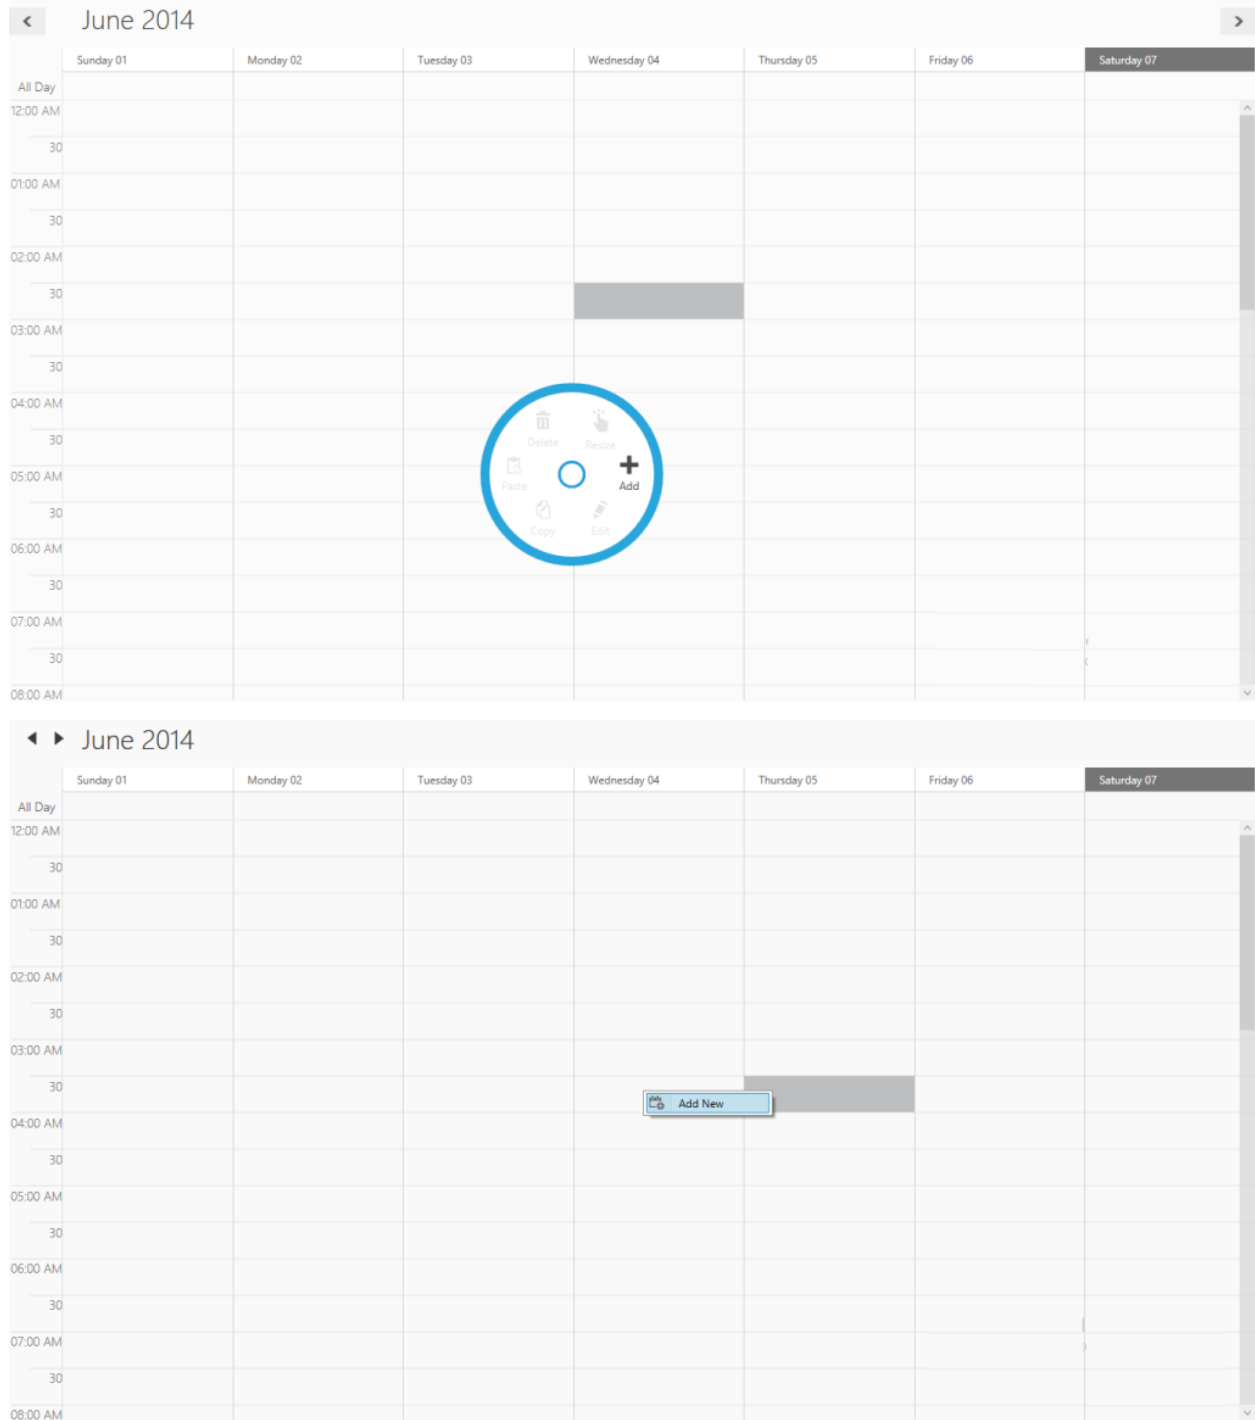 June 2014
Sunday 01 Monday 02 Tuesday 03 Wednesday 04 Thursday 05 Friday 06 Saturday 07
All Day
12:00 AM
30
01:00 AM
30
02:00 AM
30
03:00 AM
30
04:00 AM
30
Delete Resize
05:00 AM
Paste Add
30
Copy Edit
06:00 AM
30
07:00 AM
30
08:00 AM
June 2014
Sunday 01 Monday 02 Tuesday 03 Wednesday 04 Thursday 05 Friday 06 Saturday 07
All Day
12:00 AM
30
01:00 AM
30
02:00 AM
30
03:00 AM
30
Add New
04:00 AM
30
05:00 AM
30
06:00 AM
30
07:00 AM
30
08:00 AM